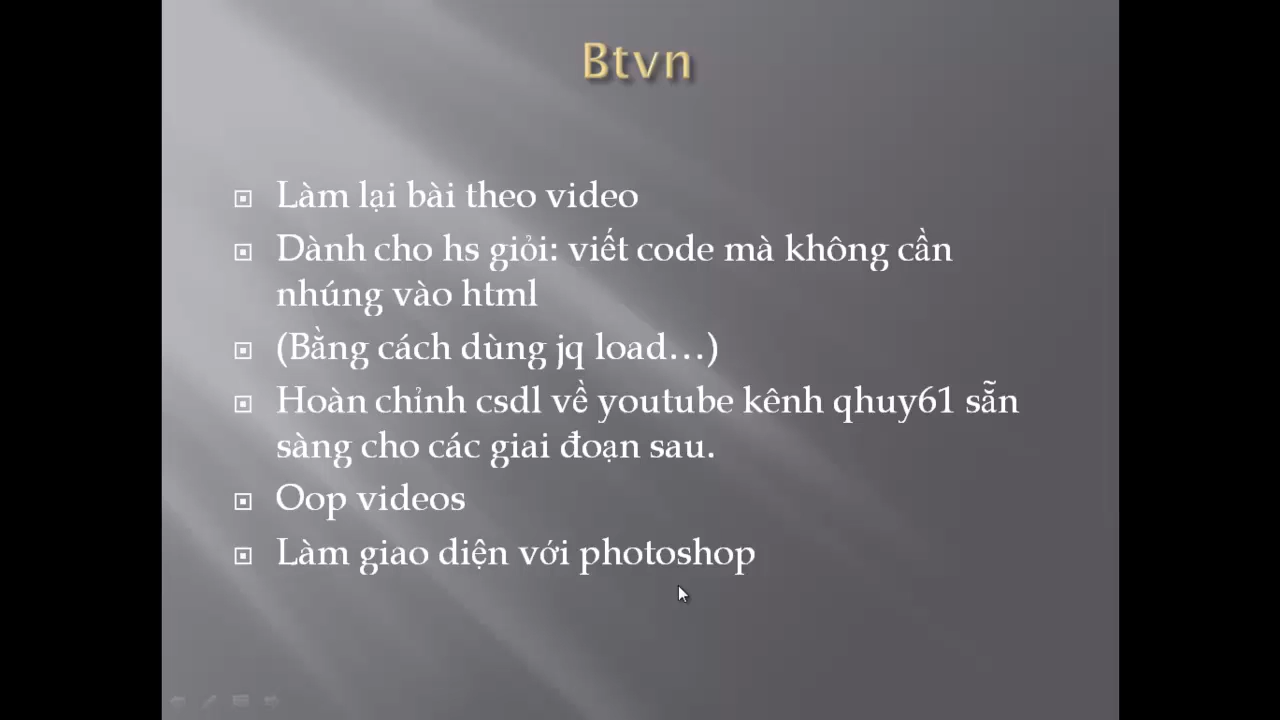 Btvn
Làm lại bài theo video
Dành cho hs giỏi: viết code mà không cần
nhúng vào html
(Bằng cách dùng jq load…)
Hoàn chỉnh csdl về youtube kênh qhuy61 sẵn
sàng cho các giai đoạn sau.
Oop videos
Làm giao diện với photoshop